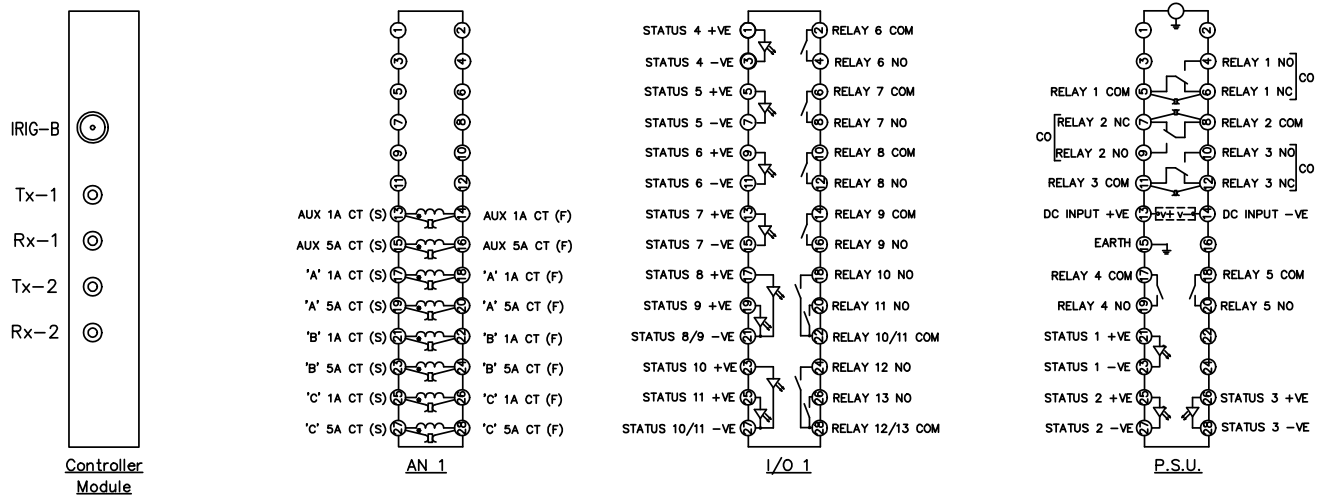 IRIG-B
Tx-1
Rx-1
Tx-2
Rx-2
Controller
Module
1 2
3 4
5 6
7 8
9 10
11 12
AUX 1A CT (S) 13 14 AUX 1A CT (F)
AUX 5A CT (S) 15 16 AUX 5A CT (F)
'A' 1A CT (S) 17 18 'A' 1A CT (F)
'A' 5A CT (S) 19 20 'A' 5A CT (F)
'B' 1A CT (S) 21 22 'B' 1A CT (F)
'B' 5A CT (S) 23 24 'B' 5A CT (F)
'C' 1A CT (S) 25 26 'C' 1A CT (F)
'C' 5A CT (S) 27 28 'C' 5A CT (F)
AN 1
STATUS 4 +VE 1 2 RELAY 6 COM
STATUS 4 -VE 3 4 RELAY 6 NO
STATUS 5 +VE 5 6 RELAY 7 COM
STATUS 5 -VE 7 8 RELAY 7 NO
STATUS 6 +VE 9 10 RELAY 8 COM
STATUS 6 -VE 11 12 RELAY 8 NO
STATUS 7 +VE 13 14 RELAY 9 COM
STATUS 7 -VE 15 16 RELAY 9 NO
STATUS 8 +VE 17 18 RELAY 10 NO
STATUS 9 +VE 19 20 RELAY 11 NO
STATUS 8/9 -VE 21 22 RELAY 10/11 COM
STATUS 10 +VE 23 24 RELAY 12 NO
STATUS 11 +VE 25 26 RELAY 13 NO
STATUS 10/11 -VE 27 28 RELAY 12/13 COM
I/O 1
1 2
3 4 RELAY 1 NO
CO
RELAY 1 COM 5 6 RELAY 1 NC
RELAY 2 NC 7 8 RELAY 2 COM
CO
RELAY 2 NO 9 10 RELAY 3 NO
CO
RELAY 3 COM 11 12 RELAY 3 NC
DC INPUT +VE 13 V+ V- 14 DC INPUT -VE
EARTH 15 16
RELAY 4 COM 17 18 RELAY 5 COM
RELAY 4 NO 19 20 RELAY 5 NO
STATUS 1 +VE 21 22
STATUS 1 -VE 23 24
STATUS 2 +VE 25 26 STATUS 3 +VE
STATUS 2 -VE 27 28 STATUS 3 -VE
P.S.U.